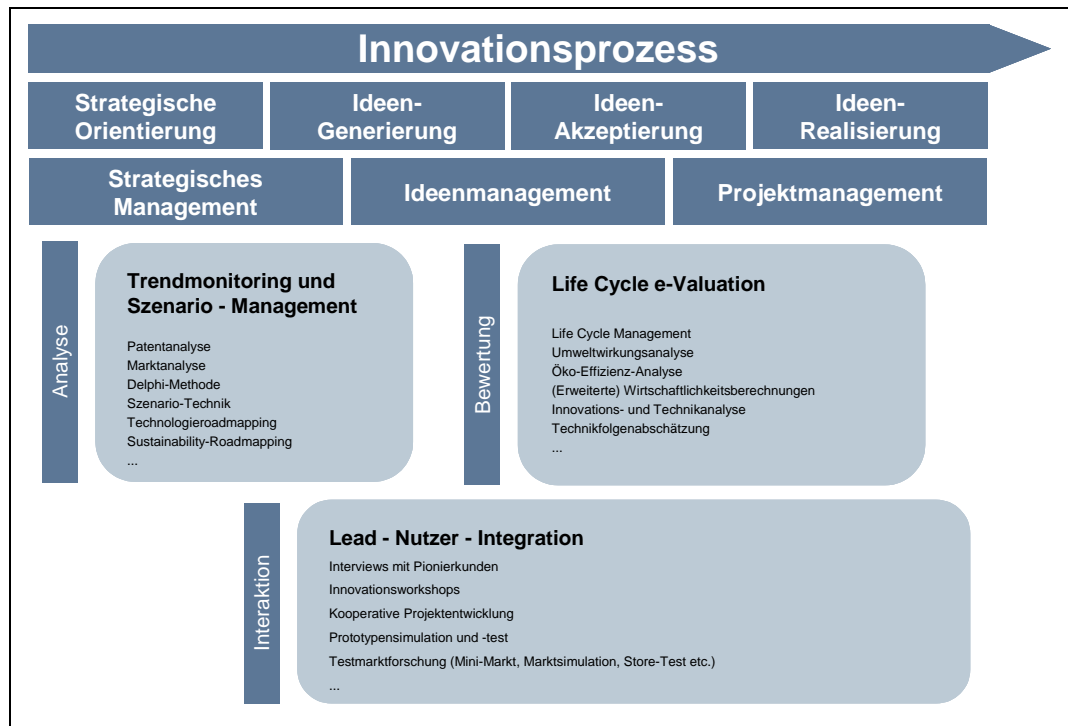 Innovationsprozess
Strategische
Orientierung
Ideen-
Generierung
Ideen-
Akzeptierung
Ideen-
Realisierung
Strategisches
Management
Ideenmanagement
Projektmanagement
Analyse
Trendmonitoring und
Szenario - Management
Patentanalyse
Marktanalyse
Delphi-Methode
Szenario-Technik
Technologieroadmapping
Sustainability-Roadmapping
...
Bewertung
Life Cycle e-Valuation
Life Cycle Management
Umweltwirkungsanalyse
Öko-Effizienz-Analyse
(Erweiterte) Wirtschaftlichkeitsberechnungen
Innovations- und Technikanalyse
Technikfolgenabschätzung
...
Interaktion
Lead - Nutzer - Integration
Interviews mit Pionierkunden
Innovationsworkshops
Kooperative Projektentwicklung
Prototypensimulation und -test
Testmarktforschung (Mini-Markt, Marktsimulation, Store-Test etc.)
...